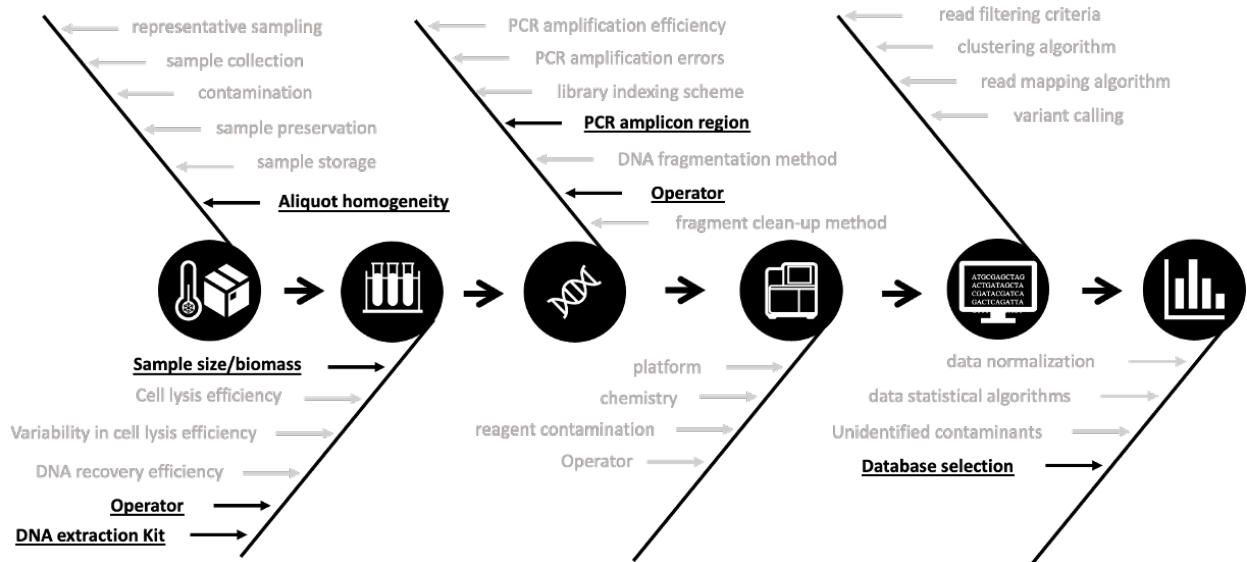 representative sampling
sample collection
contamination
sample preservation
sample storage
Aliquot homogeneity
PCR amplification efficiency
PCR amplification errors
library indexing scheme
PCR amplicon region
DNA fragmentation method
Operator
fragment clean-up method
read filtering criteria
clustering algorithm
read mapping algorithm
variant calling
ATGCGAGCTAG
ACTGATAGCTA
CGATACGATCA
GACTCAGATTA
Sample size/biomass
Cell lysis efficiency
Variability in cell lysis efficiency
DNA recovery efficiency
Operator
DNA extraction Kit
platform
chemistry
reagent contamination
Operator
data normalization
data statistical algorithms
Unidentified contaminants
Database selection